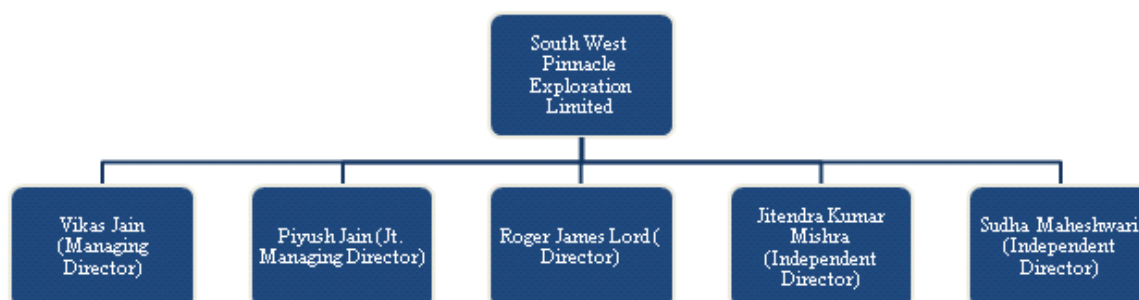 South West
Pinnacle
Exploration
Limited
Vikas Jain
(Managing
Director)
Piyush Jain (Jt.
Managing Director)
Roger James Lord (
Director)
Jitendra Kumar
Mishra
(Independent
Director)
Sudha Maheshwari
(Independent
Director)